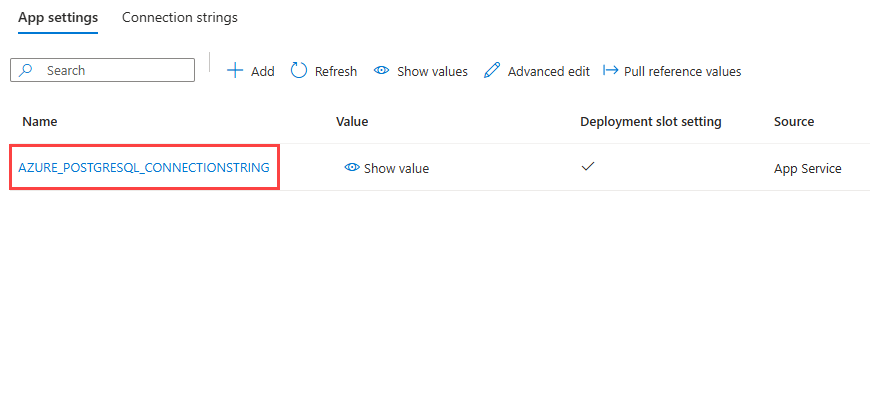 App settings Connection strings
Search Add Refresh Show values Advanced edit Pull reference values
Name Value Deployment slot setting Source
AZURE_POSTGRESQL_CONNECTIONSTRING Show value App Service